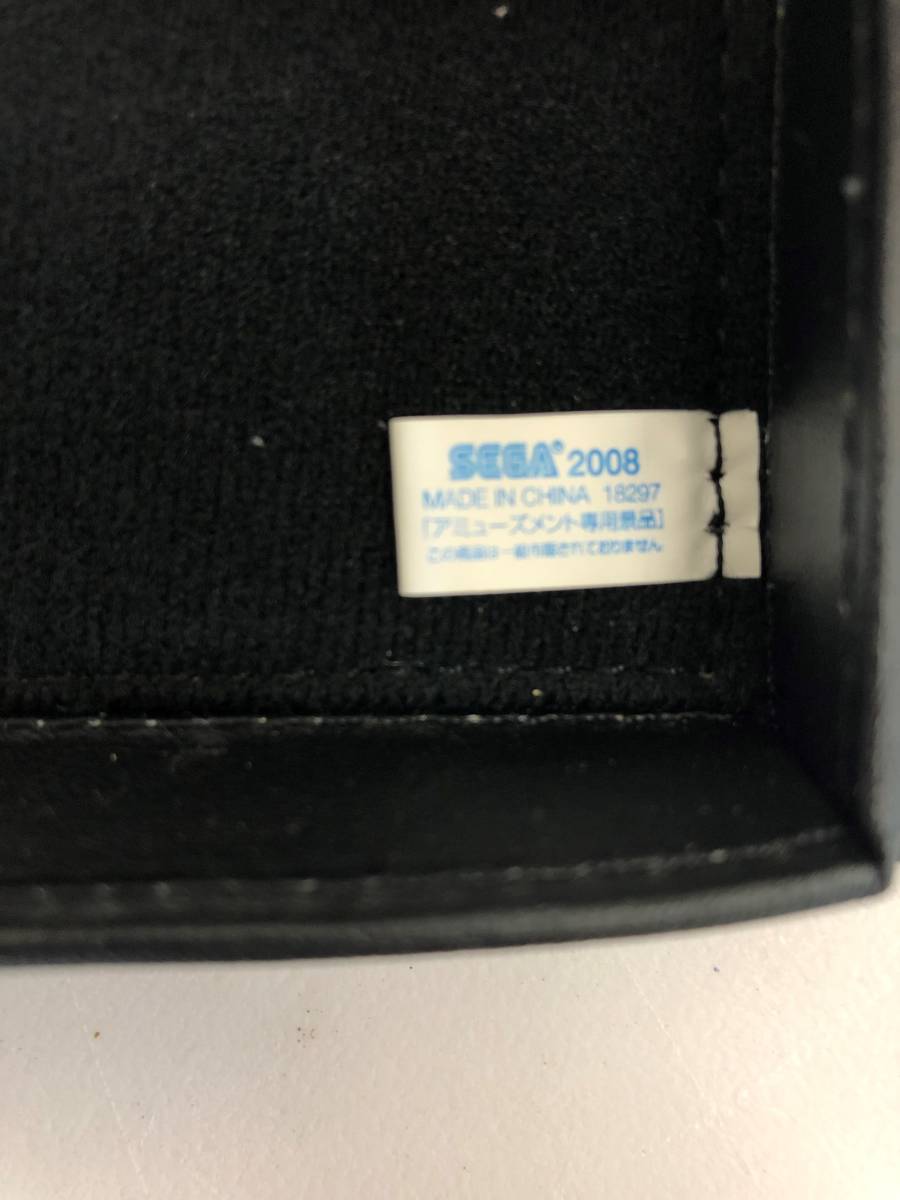 SEGA® 2008
MADE IN CHINA 18297
[アミューズメント専用景品]
この商品は一般市販されておりません。